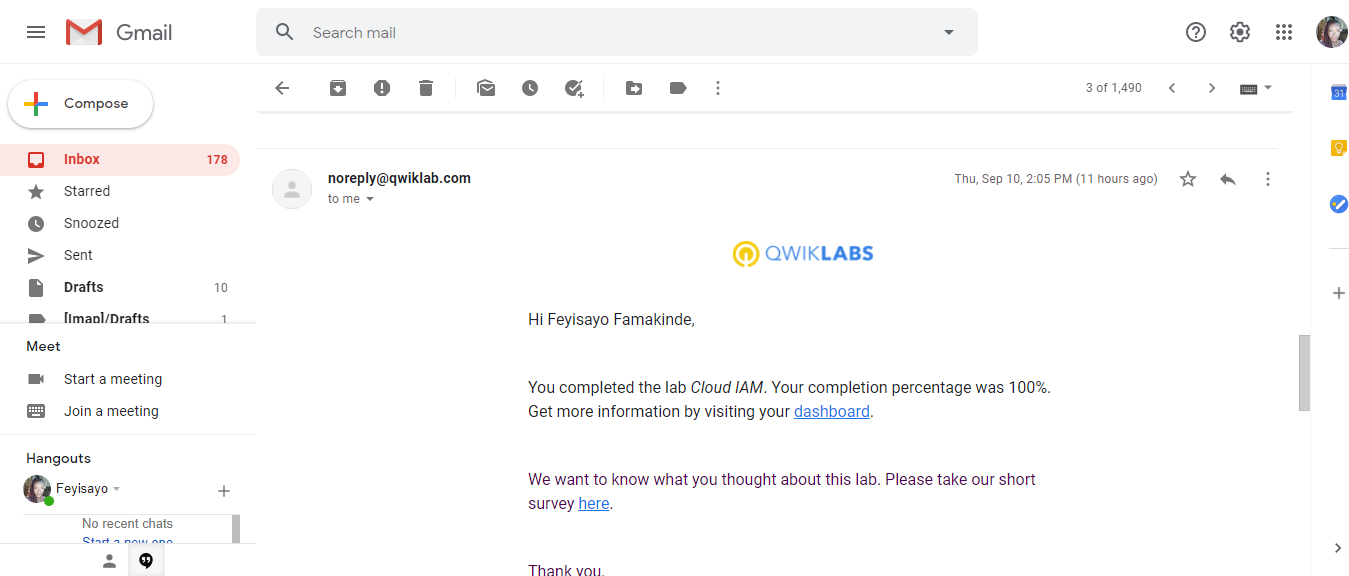 Gmail
Search mail
Compose
3 of 1,490
Inbox 178
Starred
Snoozed
Sent
Drafts 10
[Imap]/Drafts 1
Meet
Start a meeting
Join a meeting
Hangouts
Feyisayo
No recent chats
Start a new one
noreply@qwiklab.com
Thu, Sep 10, 2:05 PM (11 hours ago)
to me
QWIKLABS
Hi Feyisayo Famakinde,
You completed the lab Cloud IAM. Your completion percentage was 100%.
Get more information by visiting your dashboard.
We want to know what you thought about this lab. Please take our short
survey here.
Thank you,
31